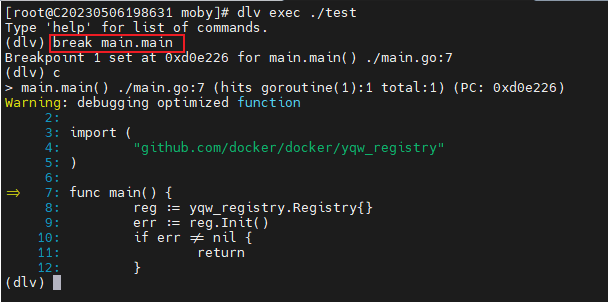 [root@C20230506198631 moby]# dlv exec ./test
Type 'help' for list of commands.
(dlv) break main.main
Breakpoint 1 set at 0xd0e226 for main.main() ./main.go:7
(dlv) c
> main.main() ./main.go:7 (hits goroutine(1):1 total:1) (PC: 0xd0e226)
Warning: debugging optimized function
     2:
     3: import (
     4:         "github.com/docker/docker/yqw_registry"
     5: )
     6:
=>   7: func main() {
     8:         reg := yqw_registry.Registry{}
     9:         err := reg.Init()
    10:         if err != nil {
    11:                 return
    12:         }
(dlv)